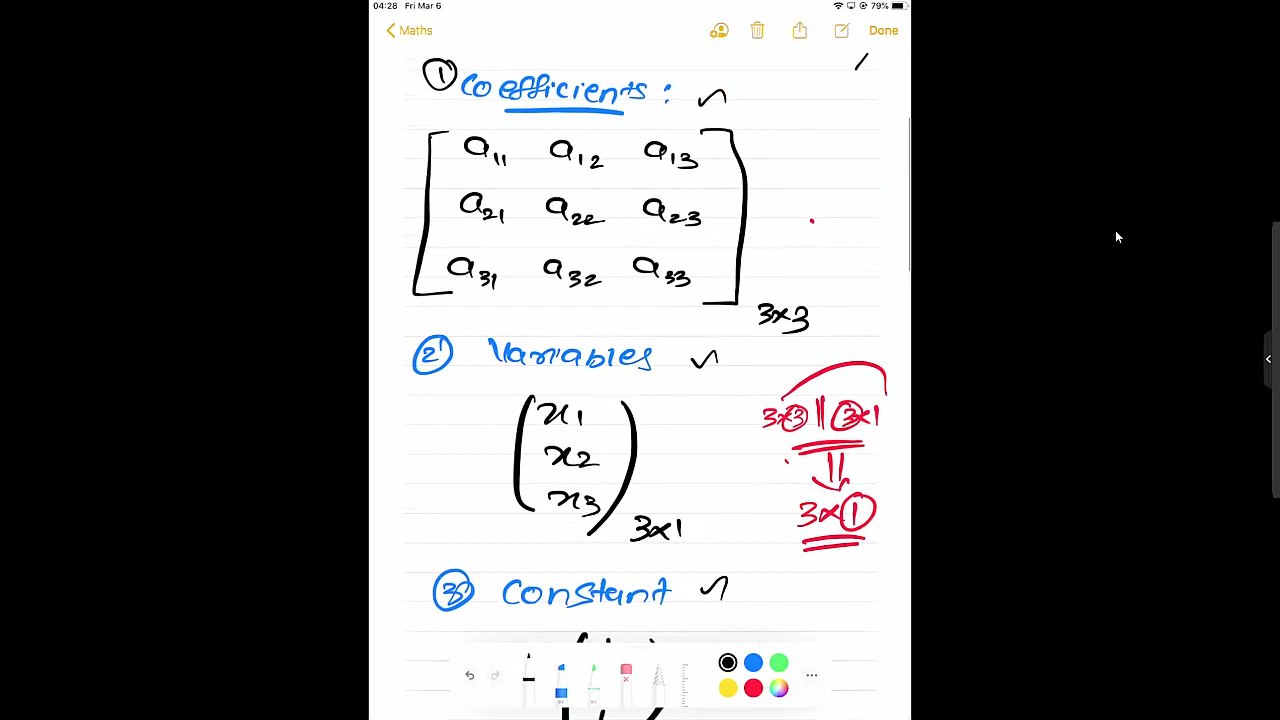 04:28 Fri Mar 6 79%
Maths Done
1 Coefficients :
a11 a12 a13
a21 a22 a23
a31 a32 a33
3x3
2 Variables
x1
x2
x3
3x1
3x3 || 3x1
3x1
3 Constant